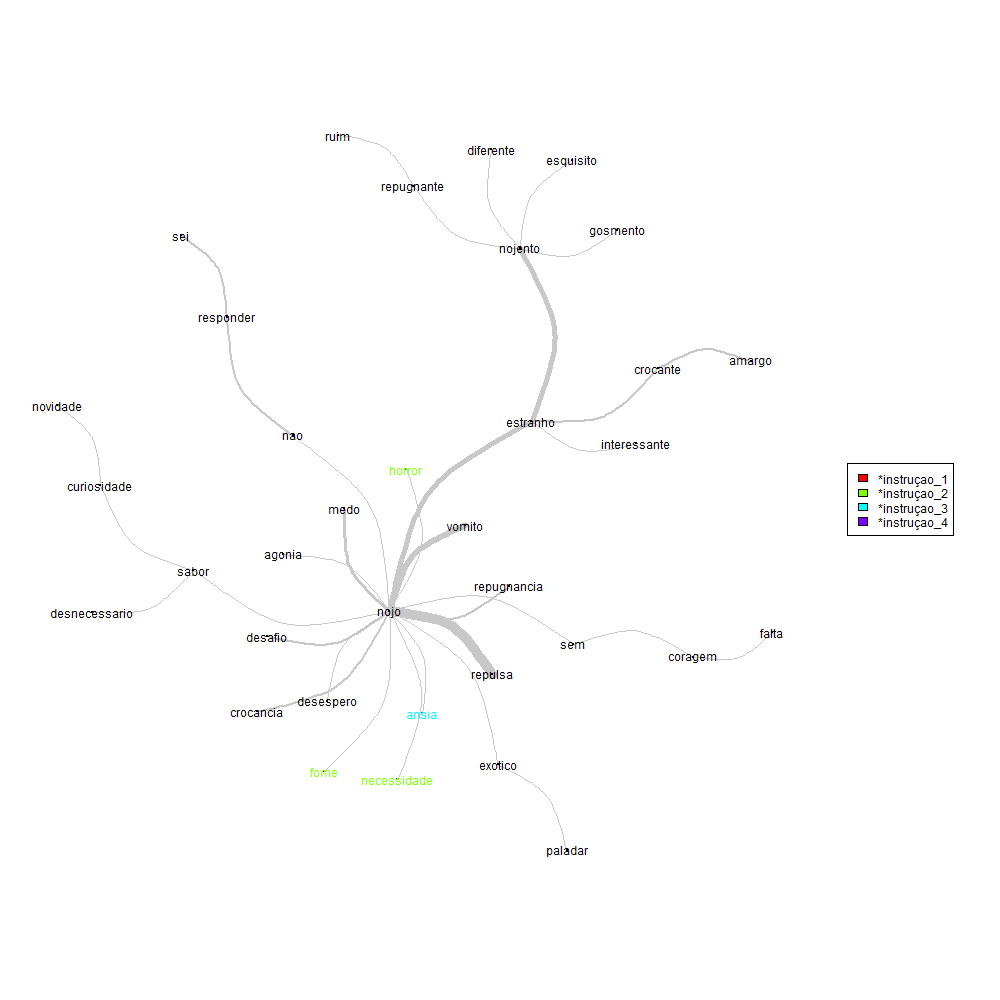 ruim
diferente
esquisito
repugnante
gosmento
sei
nojento
responder
amargo
crocante
novidade
estranho
nao
interessante
horror
*instruçao_1
*instruçao_2
*instruçao_3
*instruçao_4
curiosidade
medo
vomito
agonia
sabor
repugnancia
desnecessario
nojo
desafio
falta
sem
coragem
repulsa
desespero
crocancia
ansia
exotico
fome
necessidade
paladar